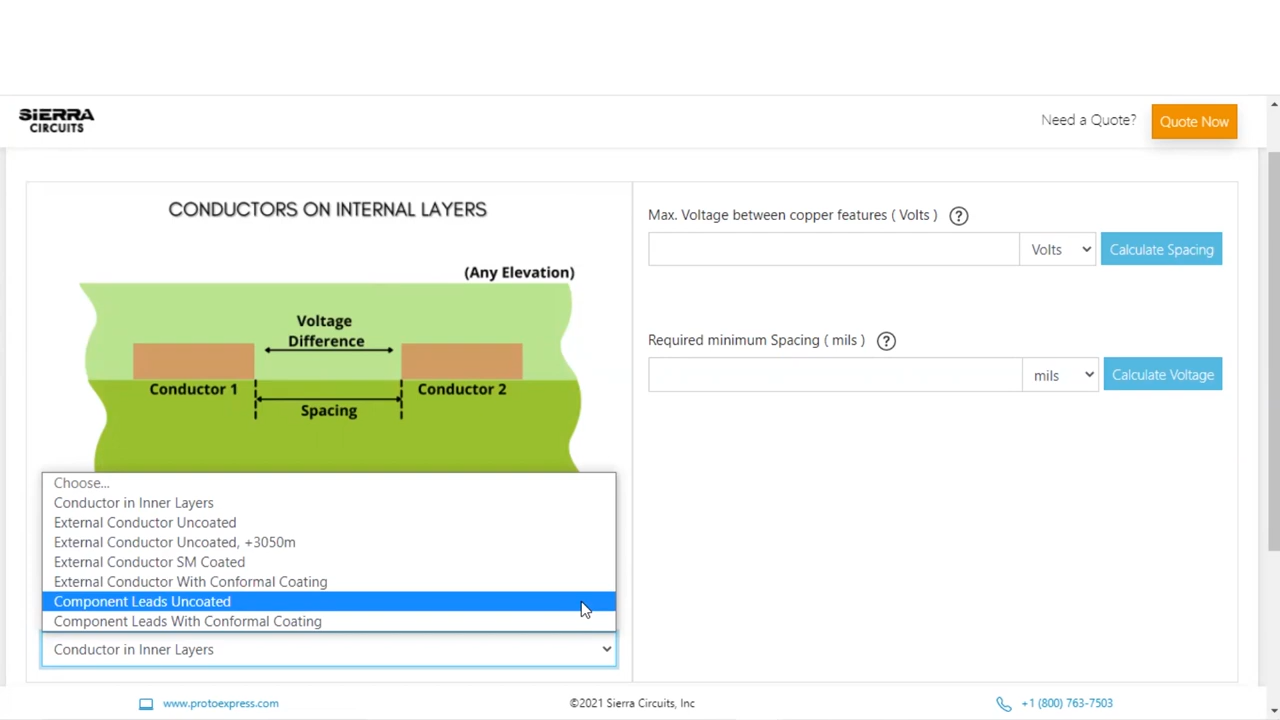 SIERRA
CIRCUITS
Need a Quote?
Quote Now
CONDUCTORS ON INTERNAL LAYERS
(Any Elevation)
Voltage
Difference
Conductor 1
Conductor 2
Spacing
Choose...
Conductor in Inner Layers
External Conductor Uncoated
External Conductor Uncoated, +3050m
External Conductor SM Coated
External Conductor With Conformal Coating
Component Leads Uncoated
Component Leads With Conformal Coating
Conductor in Inner Layers
Max. Voltage between copper features ( Volts ) ?
Volts
Calculate Spacing
Required minimum Spacing ( mils ) ?
mils
Calculate Voltage
www.protoexpress.com
©2021 Sierra Circuits, Inc
+1 (800) 763-7503